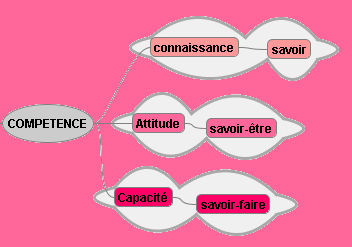 connaissance
savoir
COMPETENCE
Attitude
savoir-être
Capacité
savoir-faire